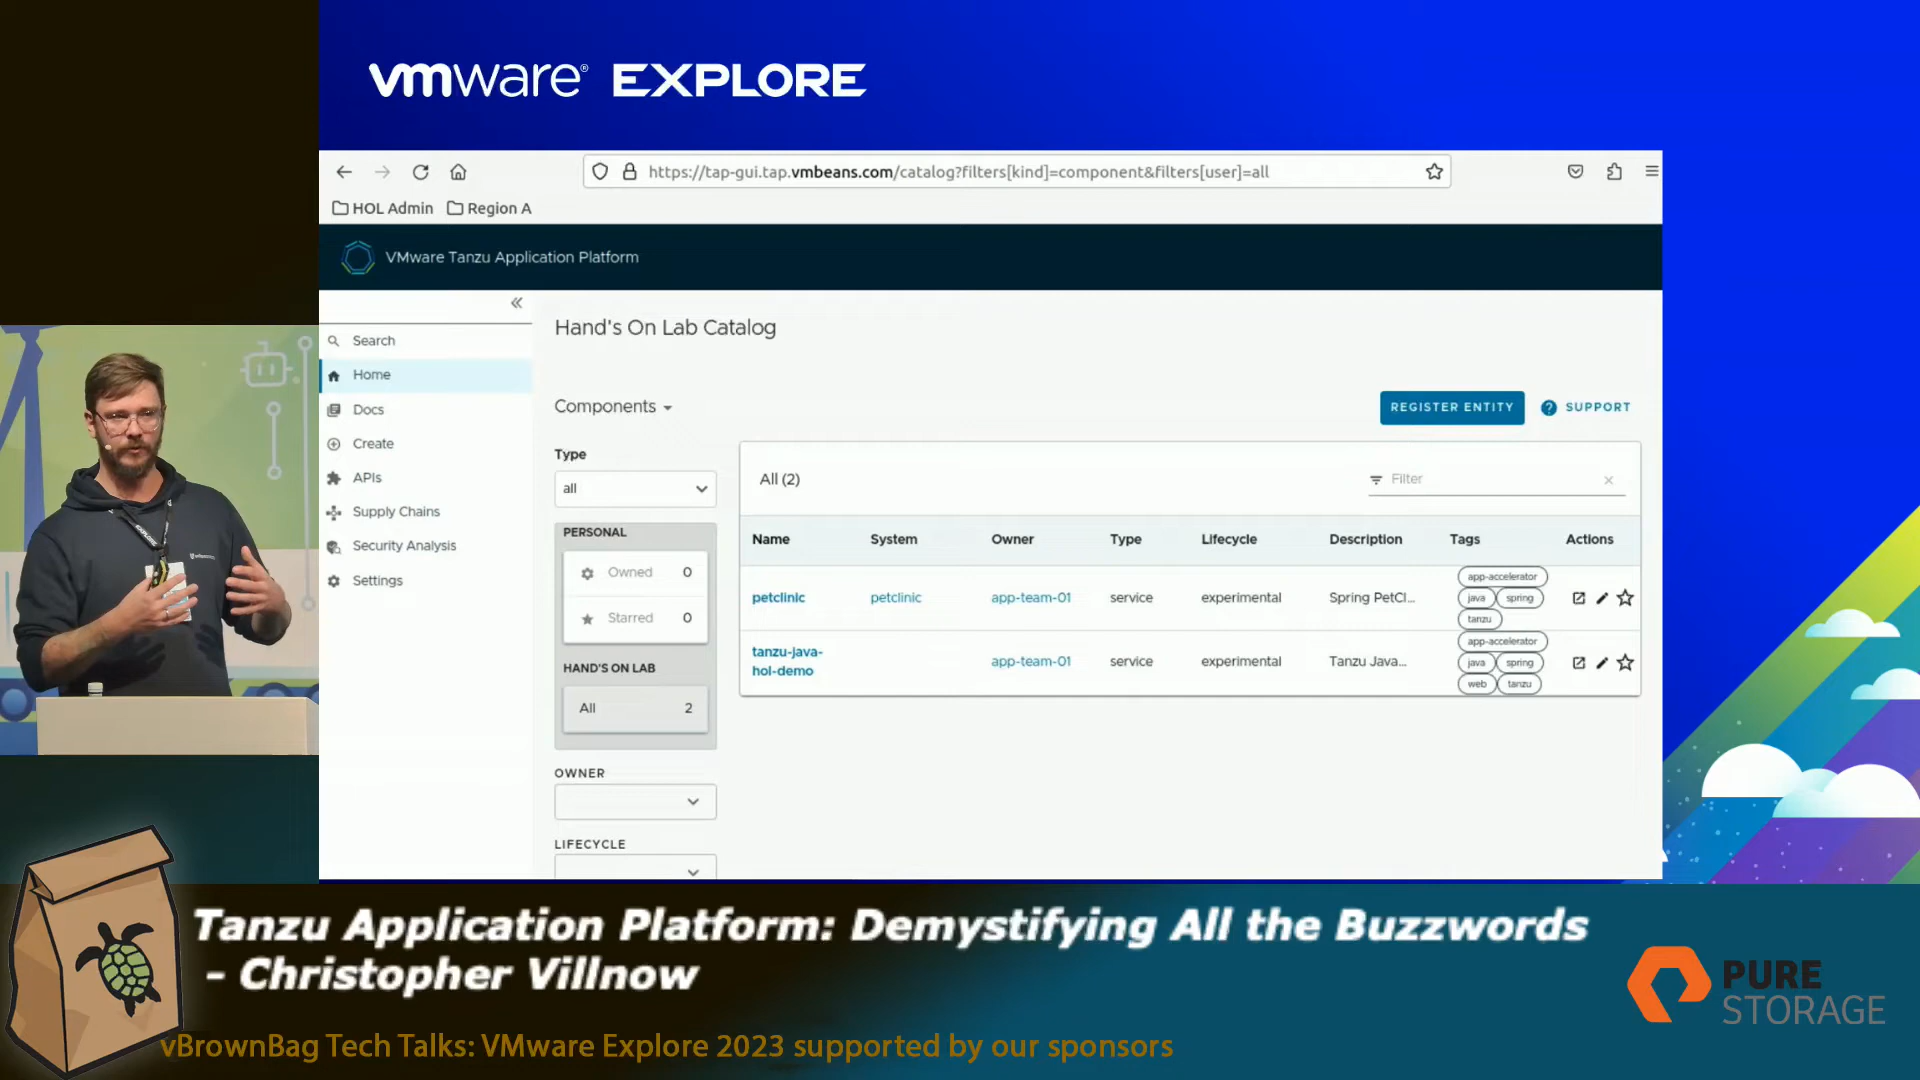 vmware® EXPLORE
https://tap-gui.tap.vmbeans.com/catalog?filters[kind]=component&filters[user]=all
HOL Admin
Region A
VMware Tanzu Application Platform
Search
Home
Docs
Create
APIs
Supply Chains
Security Analysis
Settings
Hand's On Lab Catalog
Components
REGISTER ENTITY
SUPPORT
Type
all
PERSONAL
Owned 0
Starred 0
HAND'S ON LAB
All 2
OWNER
LIFECYCLE
All (2)
Filter
Name System Owner Type Lifecycle Description Tags Actions
petclinic petclinic app-team-01 service experimental Spring PetCl...
app-accelerator
java spring
tanzu
tanzu-java-
hol-demo
app-team-01 service experimental Tanzu Java...
app-accelerator
java spring
web tanzu
Tanzu Application Platform: Demystifying All the Buzzwords
- Christopher Villnow
PURE
STORAGE
vBrownBag Tech Talks: VMware Explore 2023 supported by our sponsors